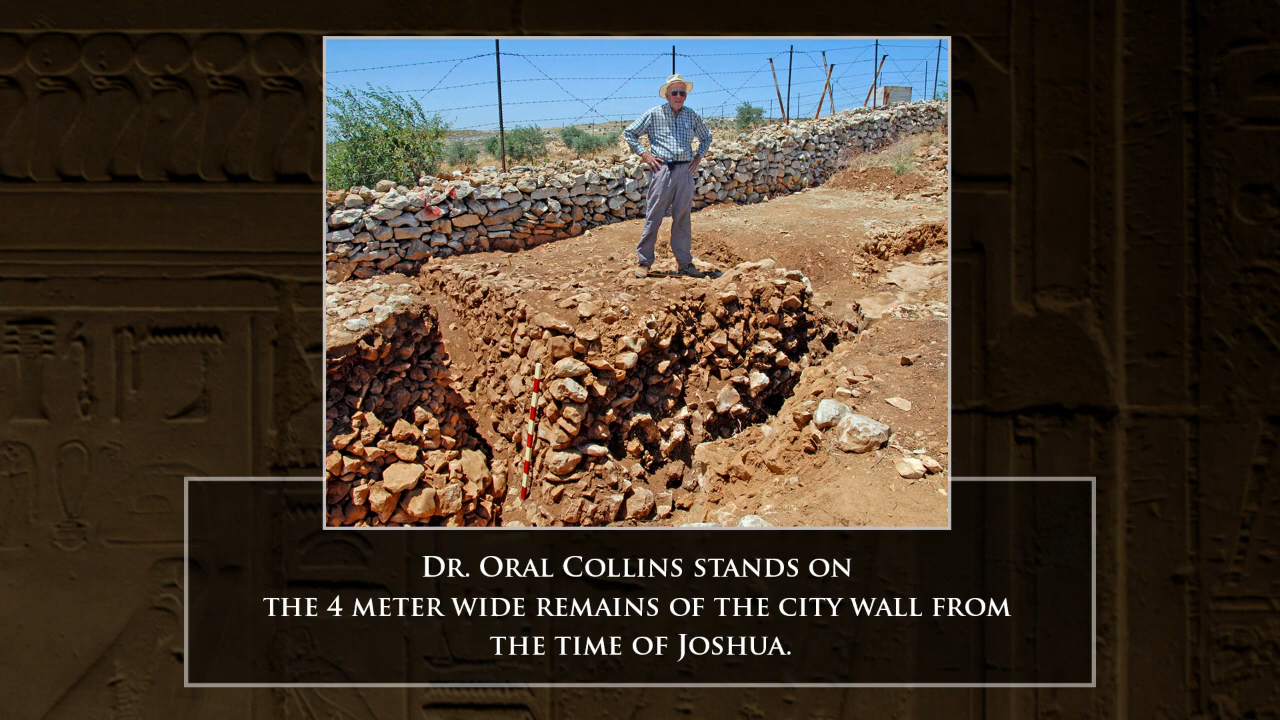 Dr. Oral Collins stands on
the 4 meter wide remains of the city wall from
the time of Joshua.